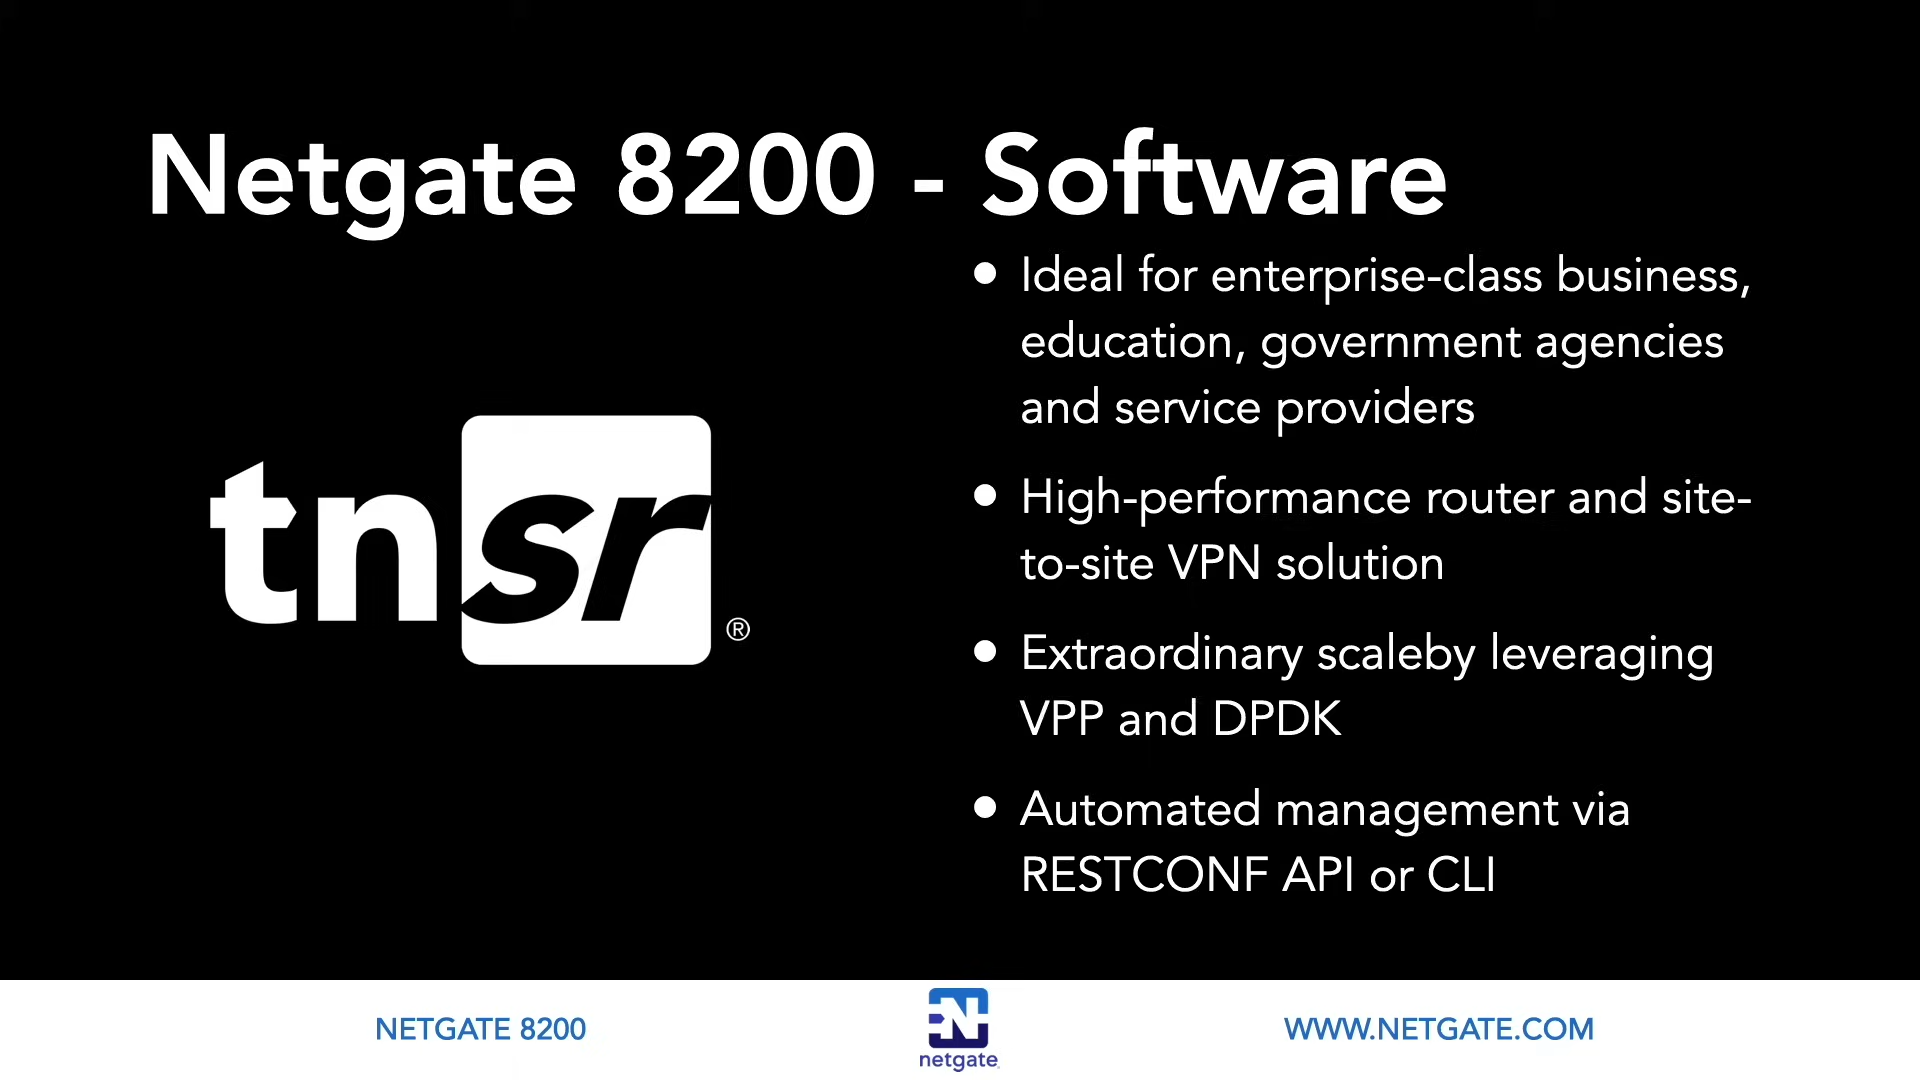 Netgate 8200 - Software
tnsr®
• Ideal for enterprise-class business,
education, government agencies
and service providers
• High-performance router and site-
to-site VPN solution
• Extraordinary scaleby leveraging
VPP and DPDK
• Automated management via
RESTCONF API or CLI
NETGATE 8200
N
netgate
WWW.NETGATE.COM